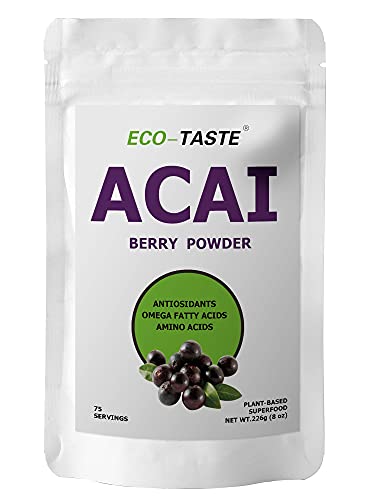 ECO-TASTE®
ACAI
BERRY POWDER
ANTIOSIDANTS
OMEGA FATTY ACIDS
AMINO ACIDS
75
SERVINGS
PLANT-BASED
SUPERFOOD
NET WT.226g (8 oz)